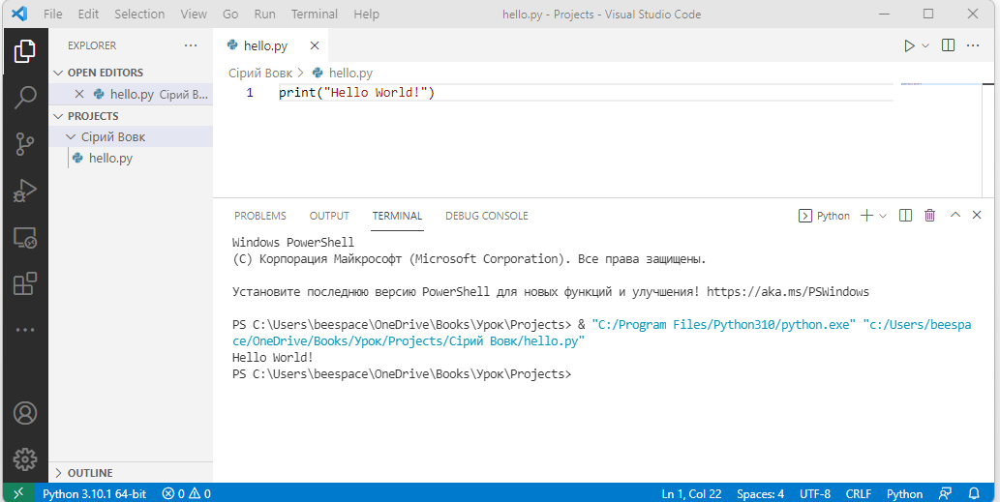 File Edit Selection View Go Run Terminal Help hello.py - Projects - Visual Studio Code
EXPLORER
OPEN EDITORS
hello.py Сірий В...
PROJECTS
Сірий Вовк
hello.py
OUTLINE
hello.py
Сірий Вовк > hello.py
1 print("Hello World!")
PROBLEMS OUTPUT TERMINAL DEBUG CONSOLE Python
Windows PowerShell
(C) Корпорация Майкрософт (Microsoft Corporation). Все права защищены.
Установите последнюю версию PowerShell для новых функций и улучшения! https://aka.ms/PSWindows
PS C:\Users\beespace\OneDrive\Books\Урок\Projects> & "C:/Program Files/Python310/python.exe" "c:/Users/beespa
ce/OneDrive/Books/Урок/Projects/Сірий Вовк/hello.py"
Hello World!
PS C:\Users\beespace\OneDrive\Books\Урок\Projects>
Python 3.10.1 64-bit 0 0 Ln 1, Col 22 Spaces: 4 UTF-8 CRLF Python